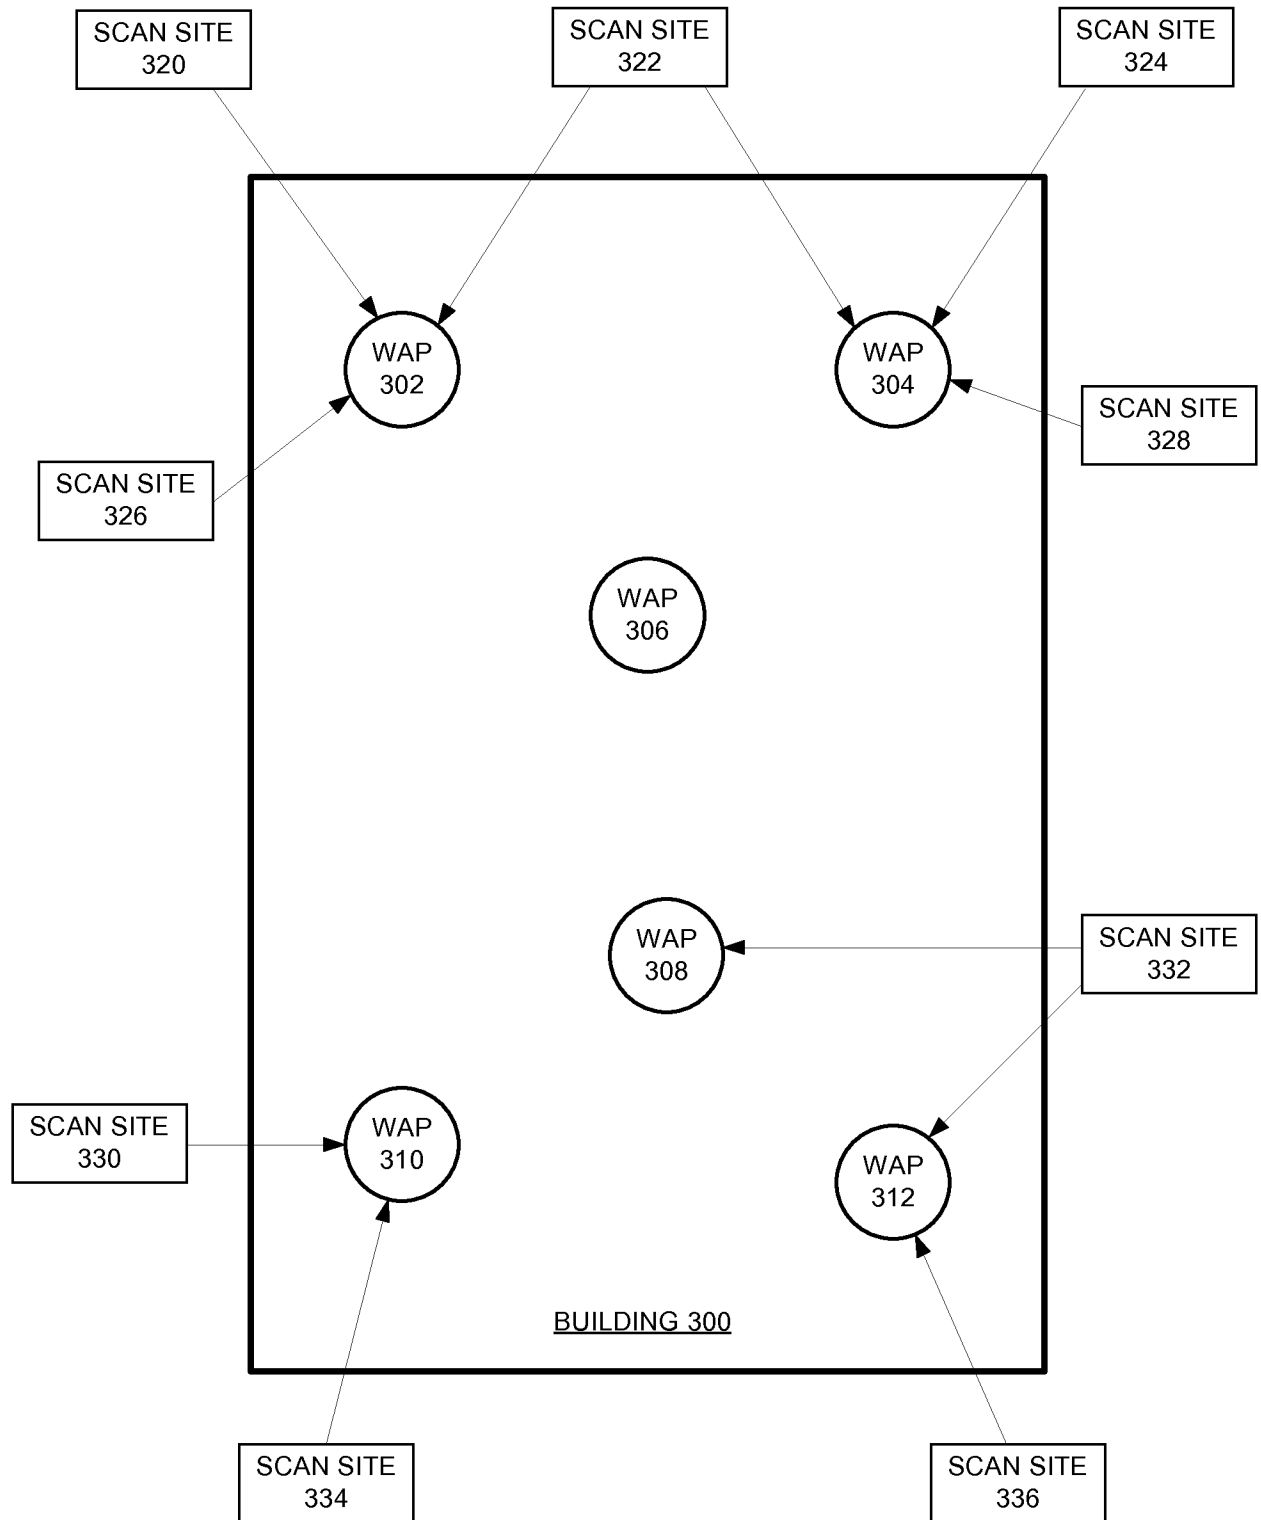 SCAN SITE
320
SCAN SITE
322
SCAN SITE
324
WAP
302
WAP
304
SCAN SITE
328
SCAN SITE
326
WAP
306
WAP
308
SCAN SITE
332
SCAN SITE
330
WAP
310
WAP
312
BUILDING 300
SCAN SITE
334
SCAN SITE
336